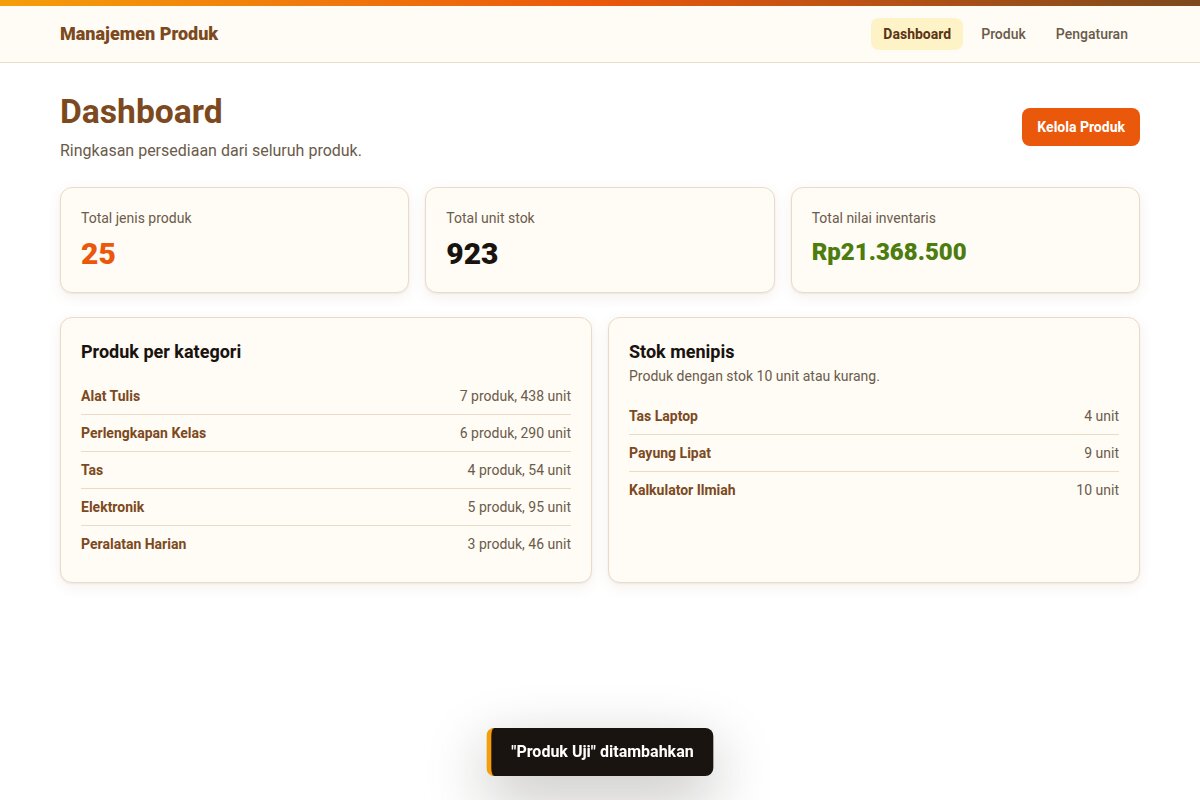 Manajemen Produk
Dashboard Produk Pengaturan
Dashboard
Ringkasan persediaan dari seluruh produk.
Kelola Produk
Total jenis produk
25
Total unit stok
923
Total nilai inventaris
Rp21.368.500
Produk per kategori
Alat Tulis 7 produk, 438 unit
Perlengkapan Kelas 6 produk, 290 unit
Tas 4 produk, 54 unit
Elektronik 5 produk, 95 unit
Peralatan Harian 3 produk, 46 unit
Stok menipis
Produk dengan stok 10 unit atau kurang.
Tas Laptop 4 unit
Payung Lipat 9 unit
Kalkulator Ilmiah 10 unit
"Produk Uji" ditambahkan